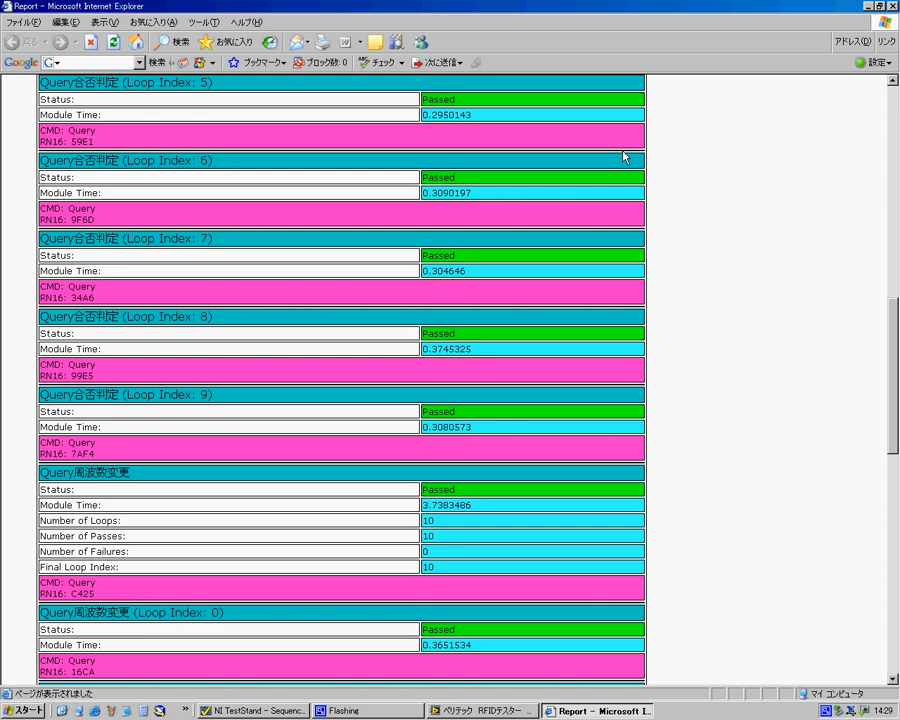 Report - Microsoft Internet Explorer
ファイル(F) 編集(E) 表示(V) お気に入り(A) ツール(T) ヘルプ(H)
戻る 検索 お気に入り アドレス(D) リンク
Google G 検索 ブックマーク ブロック数: 0 チェック 次に送信 設定
Query合否判定 (Loop Index: 5)
Status: Passed
Module Time: 0.2950143
CMD: Query
RN16: 59E1
Query合否判定 (Loop Index: 6)
Status: Passed
Module Time: 0.3090197
CMD: Query
RN16: 9F6D
Query合否判定 (Loop Index: 7)
Status: Passed
Module Time: 0.304646
CMD: Query
RN16: 34A6
Query合否判定 (Loop Index: 8)
Status: Passed
Module Time: 0.3745325
CMD: Query
RN16: 99E5
Query合否判定 (Loop Index: 9)
Status: Passed
Module Time: 0.3080573
CMD: Query
RN16: 7AF4
Query周波数変更
Status: Passed
Module Time: 3.7383486
Number of Loops: 10
Number of Passes: 10
Number of Failures: 0
Final Loop Index: 10
CMD: Query
RN16: C425
Query周波数変更 (Loop Index: 0)
Status: Passed
Module Time: 0.3651534
CMD: Query
RN16: 16CA
ページが表示されました マイ コンピュータ
スタート » NI TestStand - Sequenc... Flashing ペリテック RFIDテスター ... Report - Microsoft I... 14:29